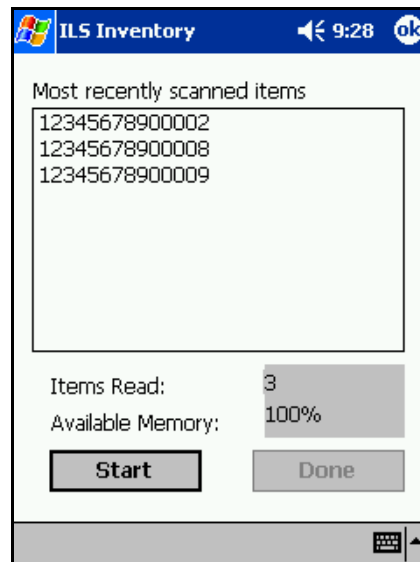 ILS Inventory 9:28 ok
Most recently scanned items
12345678900002
12345678900008
12345678900009
Items Read: 3
Available Memory: 100%
Start Done